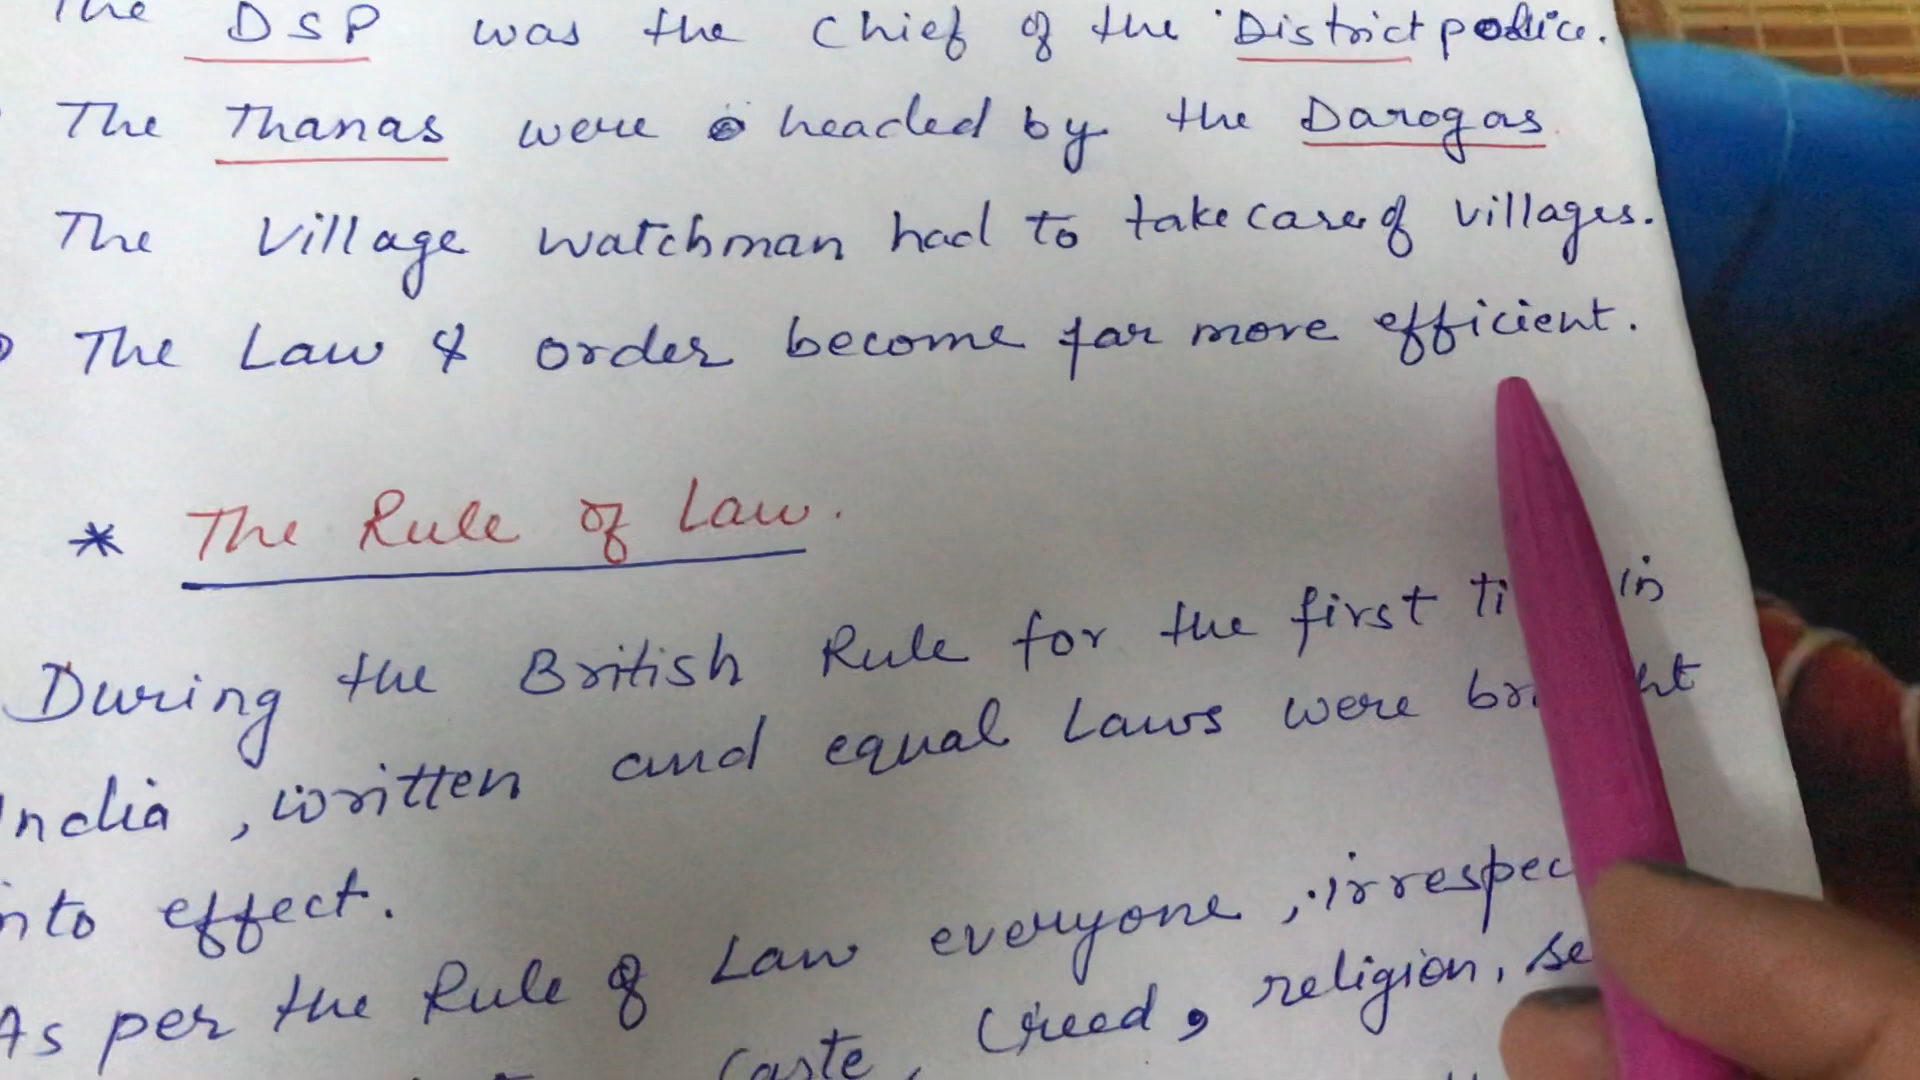 The DSP was the Chief of the District police.
The Thanas were headed by the Darogas
The Village watchman had to take care of villages.
The Law & order become far more efficient.
* The Rule of Law.
During the British Rule for the first in
India, written and equal Laws were
into effect.
As per the Rule of Law everyone, irrespec
Caste, Creed, religion, se